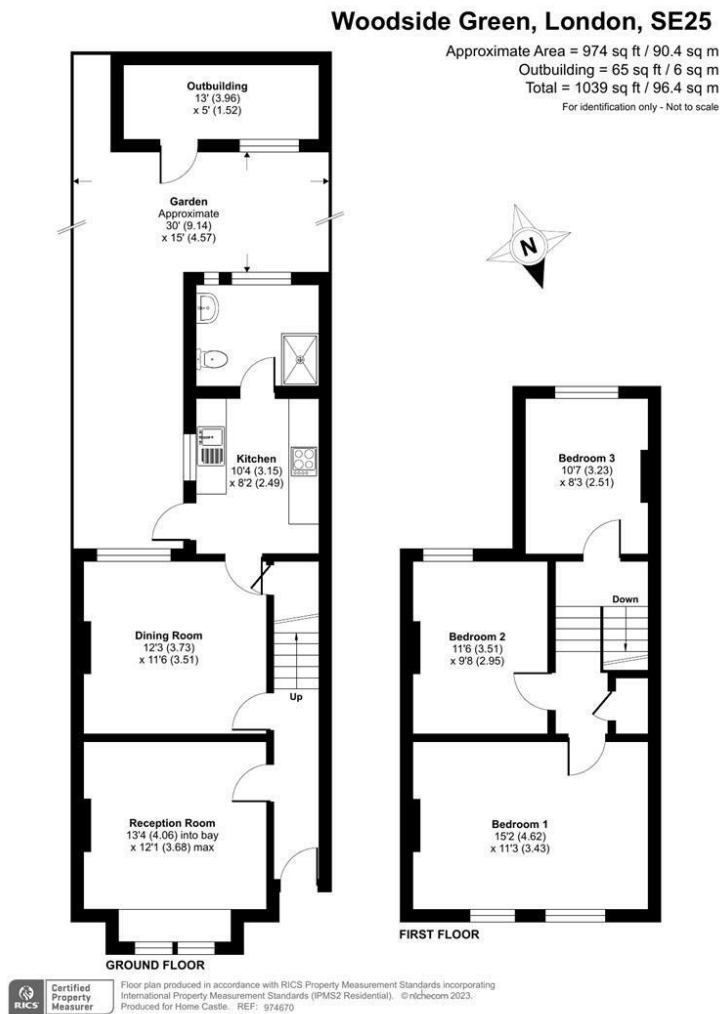 Woodside Green, London, SE25
Approximate Area = 974 sq ft / 90.4 sq m
Outbuilding = 65 sq ft / 6 sq m
Total = 1039 sq ft / 96.4 sq m
For identification only - Not to scale
Outbuilding
13' (3.96)
x 5' (1.52)
Garden
Approximate
30' (9.14)
x 15' (4.57)
N
Kitchen
10'4 (3.15)
x 8'2 (2.49)
Bedroom 3
10'7 (3.23)
x 8'3 (2.51)
Dining Room
12'3 (3.73)
x 11'6 (3.51)
Up
Bedroom 2
11'6 (3.51)
x 9'8 (2.95)
Down
Reception Room
13'4 (4.06) into bay
x 12'1 (3.68) max
Bedroom 1
15'2 (4.62)
x 11'3 (3.43)
FIRST FLOOR
GROUND FLOOR
RICS
Certified
Property
Measurer
Floor plan produced in accordance with RICS Property Measurement Standards incorporating
International Property Measurement Standards (IPMS2 Residential). ©nichecom 2023.
Produced for Home Castle. REF: 974670